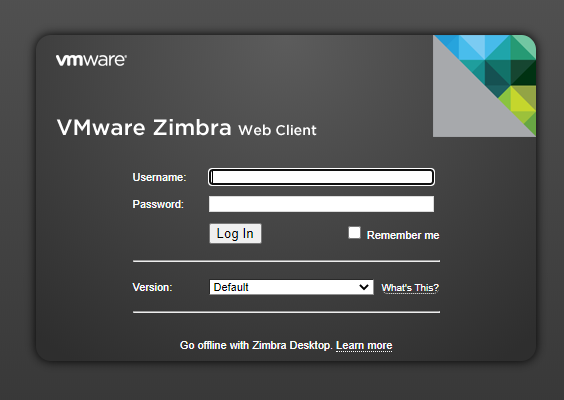 vmware®
VMware Zimbra Web Client
Username:
Password:
Log In Remember me
Version: Default What's This?
Go offline with Zimbra Desktop. Learn more